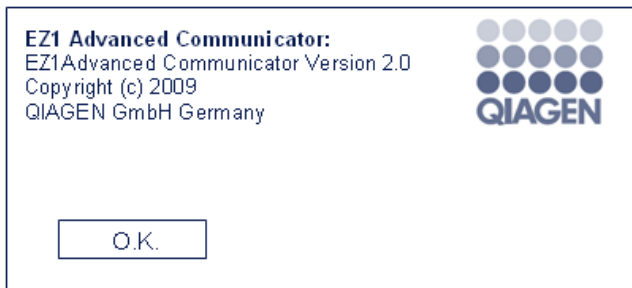 EZ1 Advanced Communicator:
EZ1Advanced Communicator Version 2.0
Copyright (c) 2009
QIAGEN GmbH Germany
QIAGEN
O.K.